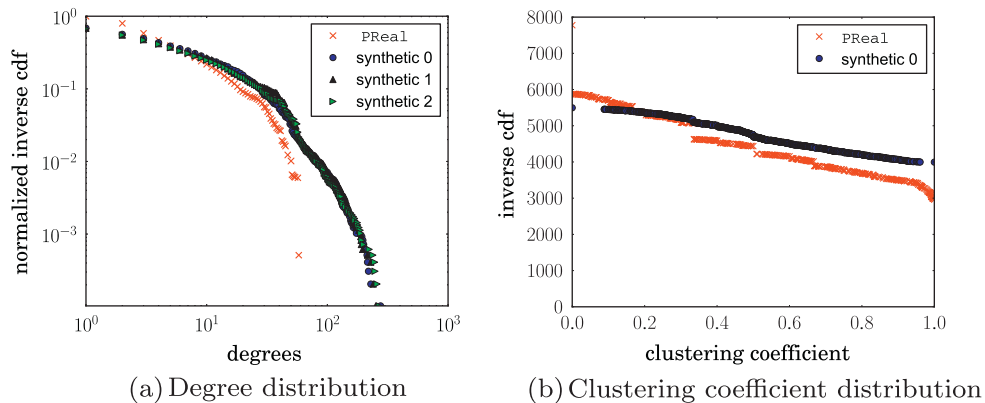 10^0
10^-1
10^-2
10^-3
normalized inverse cdf
PReal
synthetic 0
synthetic 1
synthetic 2
10^0 10^1 10^2 10^3
degrees
(a) Degree distribution
8000
7000
6000
5000
4000
3000
2000
1000
0
inverse cdf
PReal
synthetic 0
0.0 0.2 0.4 0.6 0.8 1.0
clustering coefficient
(b) Clustering coefficient distribution